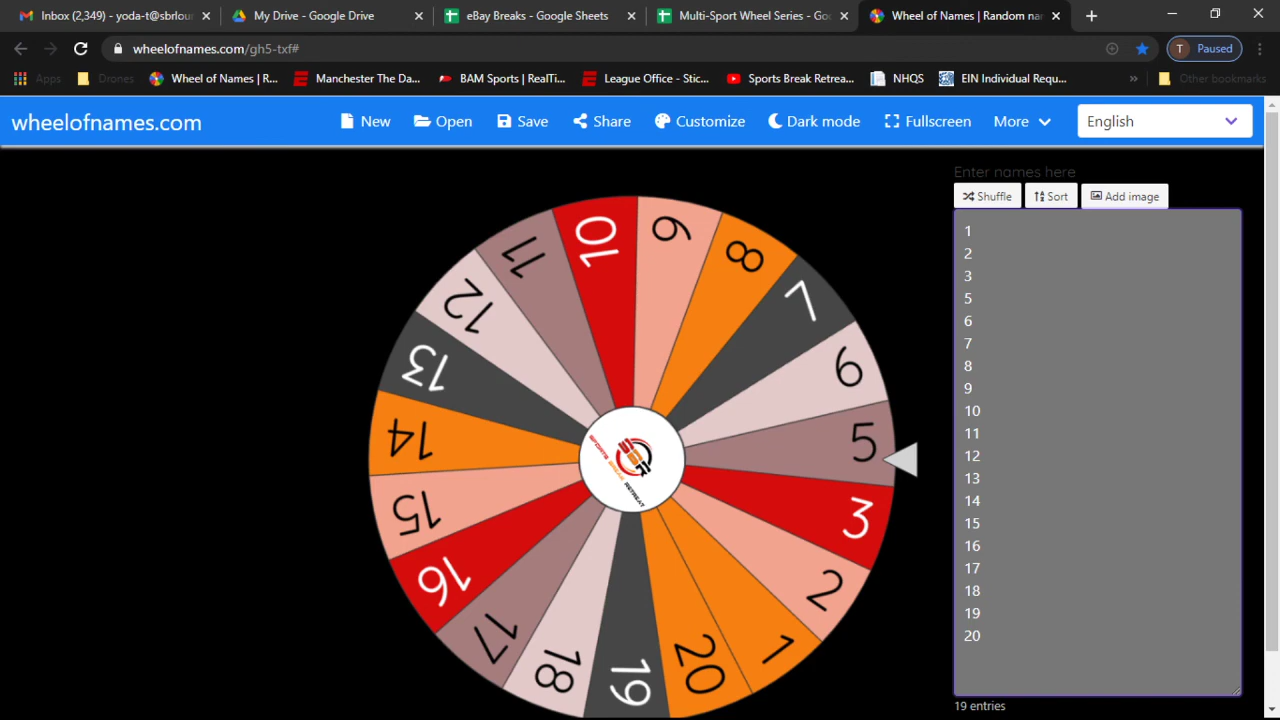 Inbox (2,349) - yoda-t@sbrlou
My Drive - Google Drive
eBay Breaks - Google Sheets
Multi-Sport Wheel Series - Go
Wheel of Names | Random na
wheelofnames.com/gh5-txf#
T Paused
Apps
Drones
Wheel of Names | R...
Manchester The Da...
BAM Sports | RealTi...
League Office - Stic...
Sports Break Retrea...
NHQS
EIN Individual Requ...
Other bookmarks
wheelofnames.com
New
Open
Save
Share
Customize
Dark mode
Fullscreen
More
English
Enter names here
Shuffle
Sort
Add image
10
9
8
7
6
5
3
2
1
20
19
18
17
16
15
14
13
12
11
SPORTS BREAK RETREAT
SBR
1
2
3
5
6
7
8
9
10
11
12
13
14
15
16
17
18
19
20
19 entries